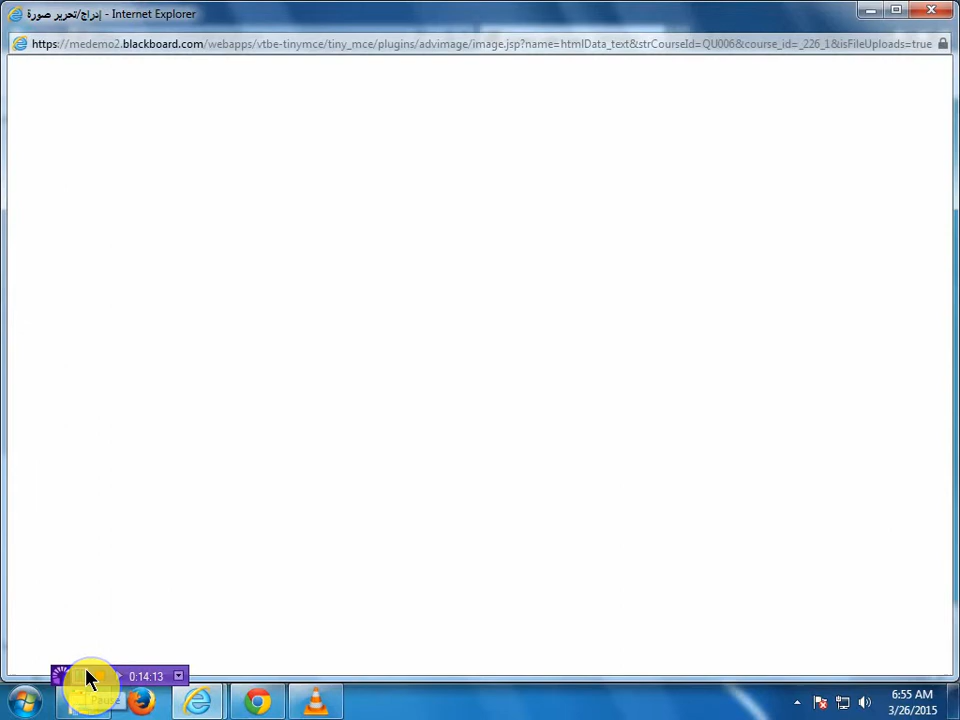 إدراج/تحرير صورة - Internet Explorer
https://medemo2.blackboard.com/webapps/vtbe-tinymce/tiny_mce/plugins/advimage/image.jsp?name=htmlData_text&strCourseId=QU006&course_id=_226_1&isFileUploads=true
0:14:13
Pause
6:55 AM
3/26/2015